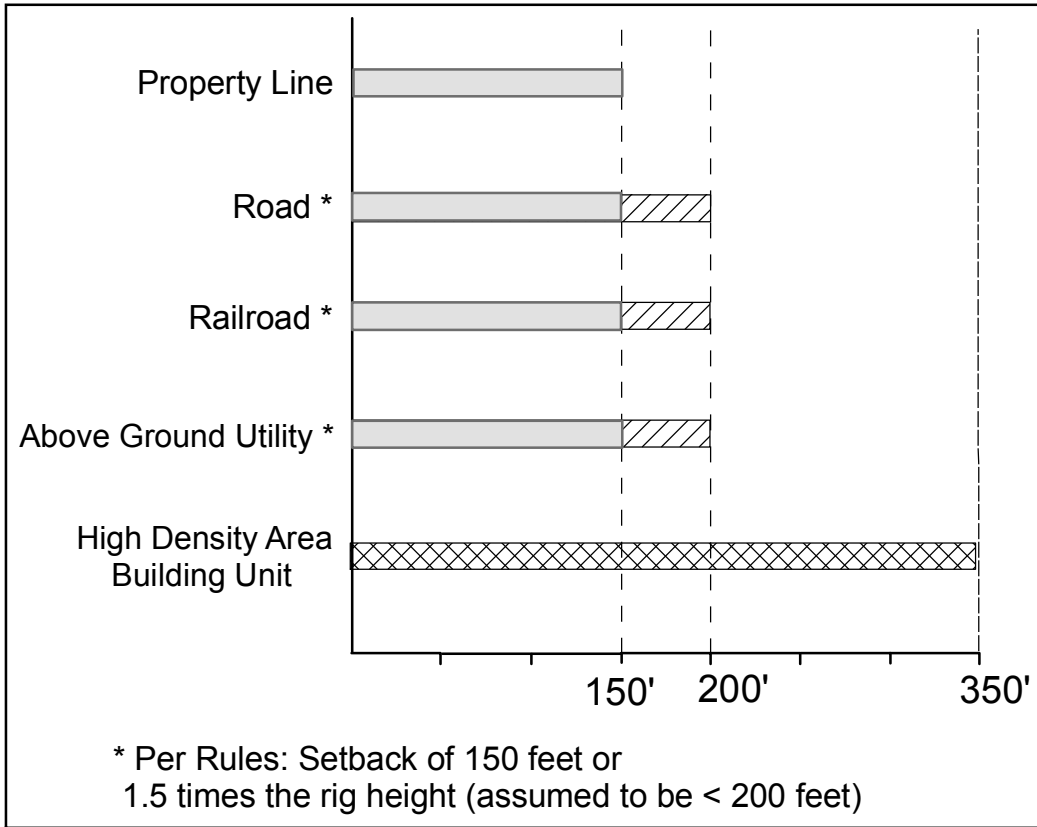 Property Line
Road *
Railroad *
Above Ground Utility *
High Density Area
Building Unit
150'
200'
350'
* Per Rules: Setback of 150 feet or
1.5 times the rig height (assumed to be < 200 feet)